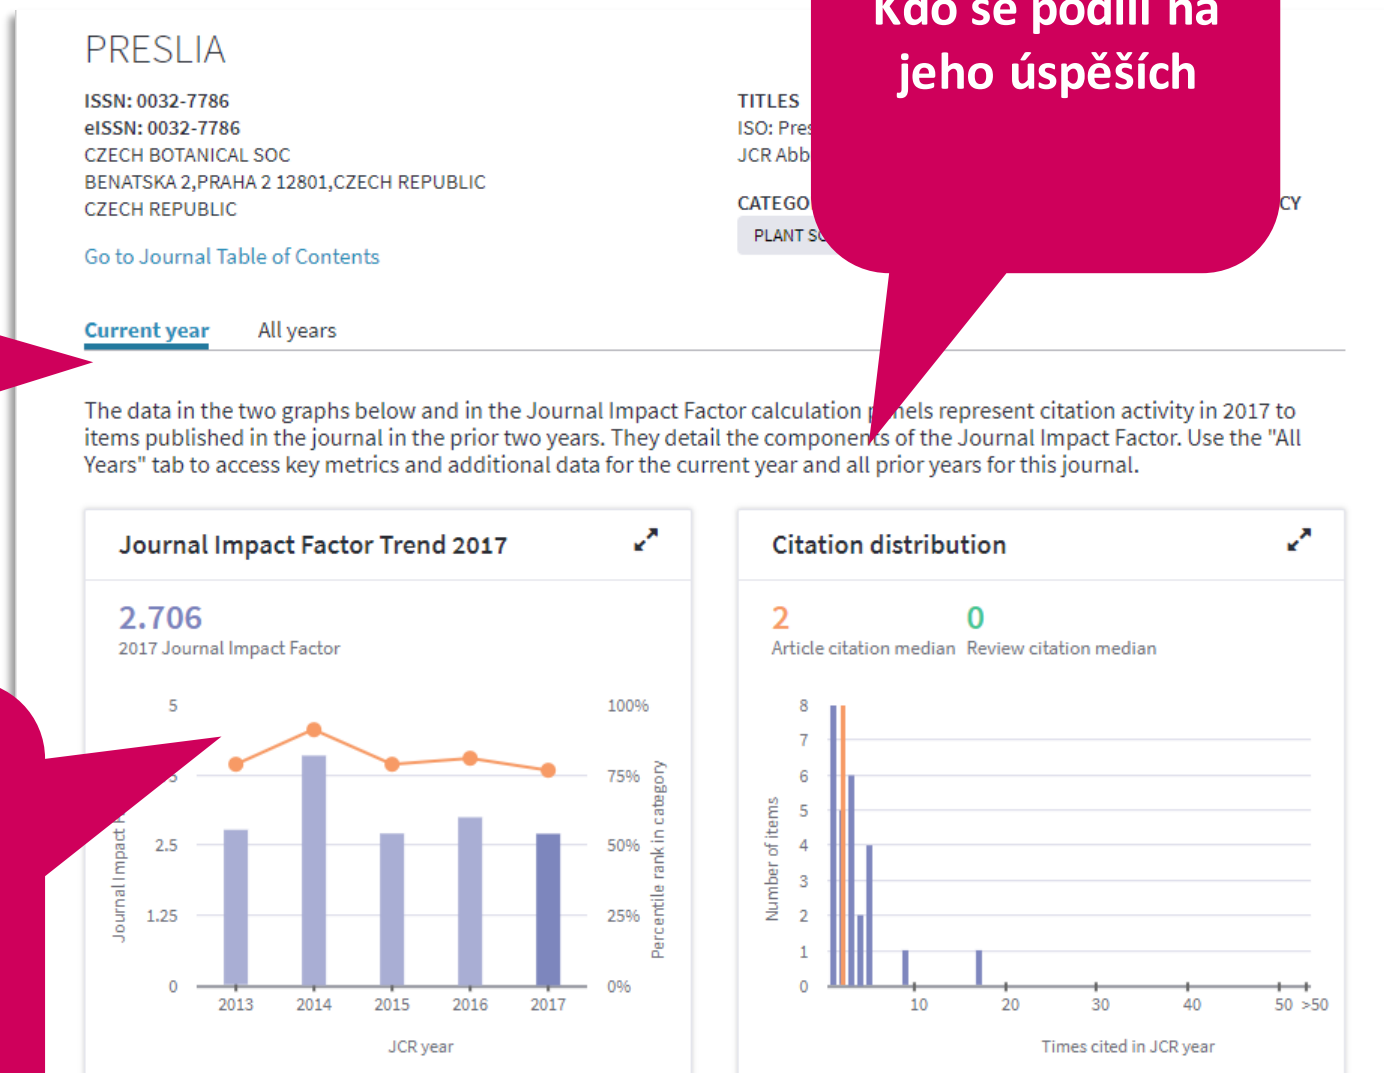 Kdo se podílí na
jeho úspěších
PRESLIA
ISSN: 0032-7786
eISSN: 0032-7786
CZECH BOTANICAL SOC
BENATSKA 2,PRAHA 2 12801,CZECH REPUBLIC
CZECH REPUBLIC
Go to Journal Table of Contents
TITLES
ISO:
JCR
PLANT
Current year All years
The data in the two graphs below and in the Journal Impact Factor calculation panels represent citation activity in 2017 to
items published in the journal in the prior two years. They detail the components of the Journal Impact Factor. Use the "All
Years" tab to access key metrics and additional data for the current year and all prior years for this journal.
Journal Impact Factor Trend 2017
2.706
2017 Journal Impact Factor
5
2.5
1.25
0
Journal Impact
100%
75%
50%
25%
0%
Percentile rank in category
2013 2014 2015 2016 2017
JCR year
Citation distribution
2 0
Article citation median Review citation median
8
7
6
5
4
3
2
1
0
Number of items
10 20 30 40 50 >50
Times cited in JCR year